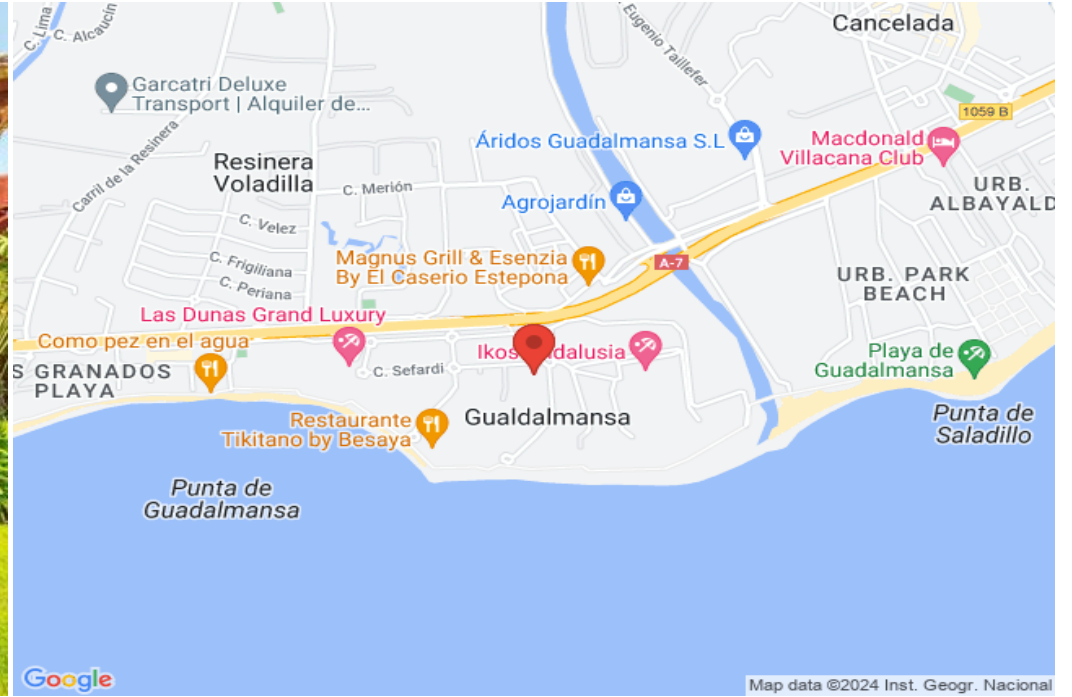 C. Lima
C. Alcaucín
Eugenio Taillefer
Cancelada
Garcatri Deluxe
Transport | Alquiler de...
1059 B
Carril de la Resinera
Resinera
Voladilla
Áridos Guadalmansa S.L
Macdonald
Villacana Club
C. Merión
Agrojardín
URB.
ALBAYALD
C. Velez
Magnus Grill & Esenzia
By El Caserio Estepona
A-7
C. Frigiliana
C. Periana
URB. PARK
BEACH
Las Dunas Grand Luxury
Como pez en el agua
Ikos
dalusia
Playa de
Guadalmansa
S GRANADOS
PLAYA
C. Sefardi
Restaurante
Tikitano by Besaya
Gualdalmansa
Punta de
Saladillo
Punta de
Guadalmansa
Google
Map data ©2024 Inst. Geogr. Nacional